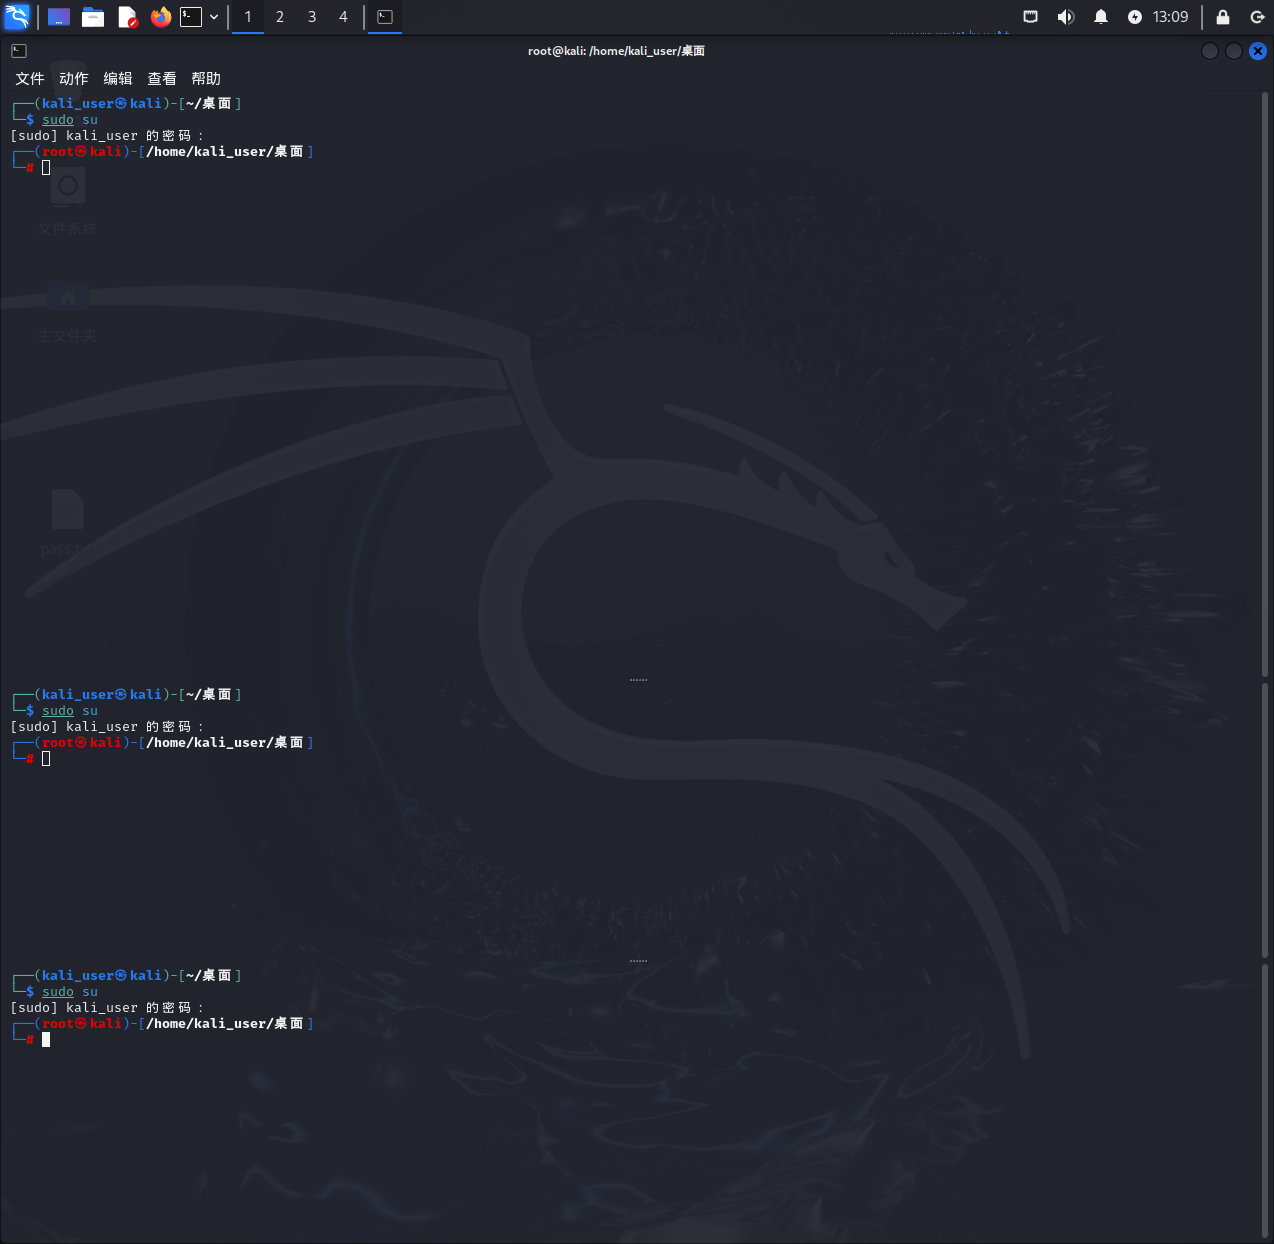 1 2 3 4 13:09
root@kali: /home/kali_user/桌面
文件 动作 编辑 查看 帮助
┌──(kali_user㉿kali)-[~/桌面]
└─$ sudo su
[sudo] kali_user 的密码：
┌──(root㉿kali)-[/home/kali_user/桌面]
└─#
文件系统
主文件夹
┌──(kali_user㉿kali)-[~/桌面]
└─$ sudo su
[sudo] kali_user 的密码：
┌──(root㉿kali)-[/home/kali_user/桌面]
└─#
┌──(kali_user㉿kali)-[~/桌面]
└─$ sudo su
[sudo] kali_user 的密码：
┌──(root㉿kali)-[/home/kali_user/桌面]
└─#